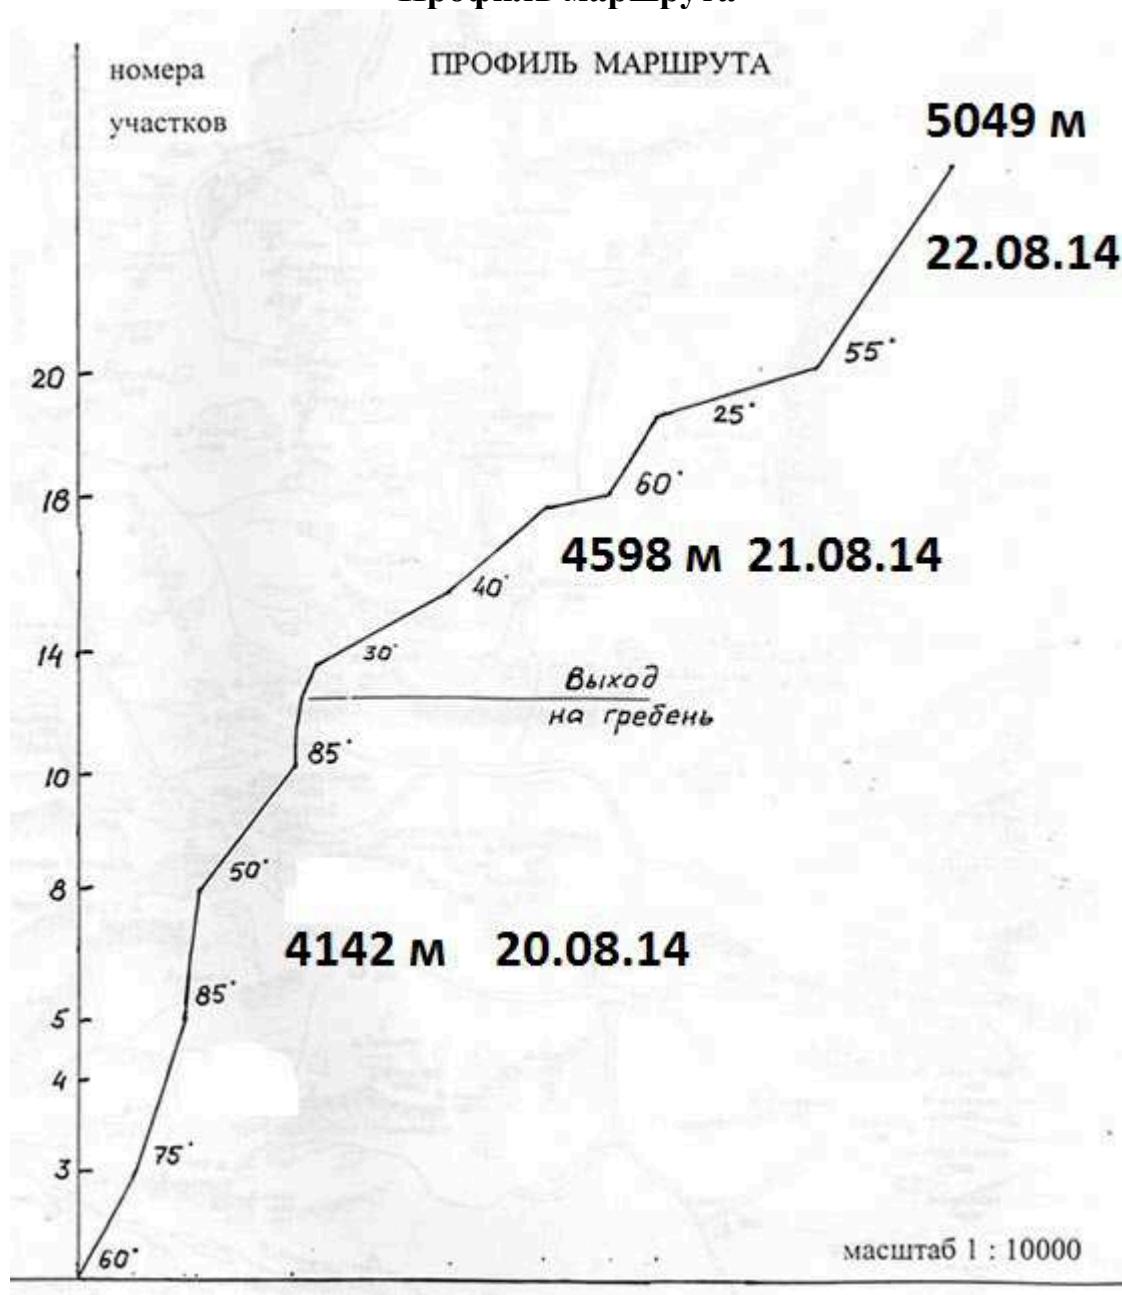 Профиль маршрута
номера
участков
ПРОФИЛЬ МАРШРУТА
5049 м
22.08.14
20
55°
25°
18
60°
4598 м 21.08.14
40°
14
30°
Выход
на гребень
85°
10
8
50°
4142 м 20.08.14
85°
5
4
3
75°
60°
масштаб 1 : 10000